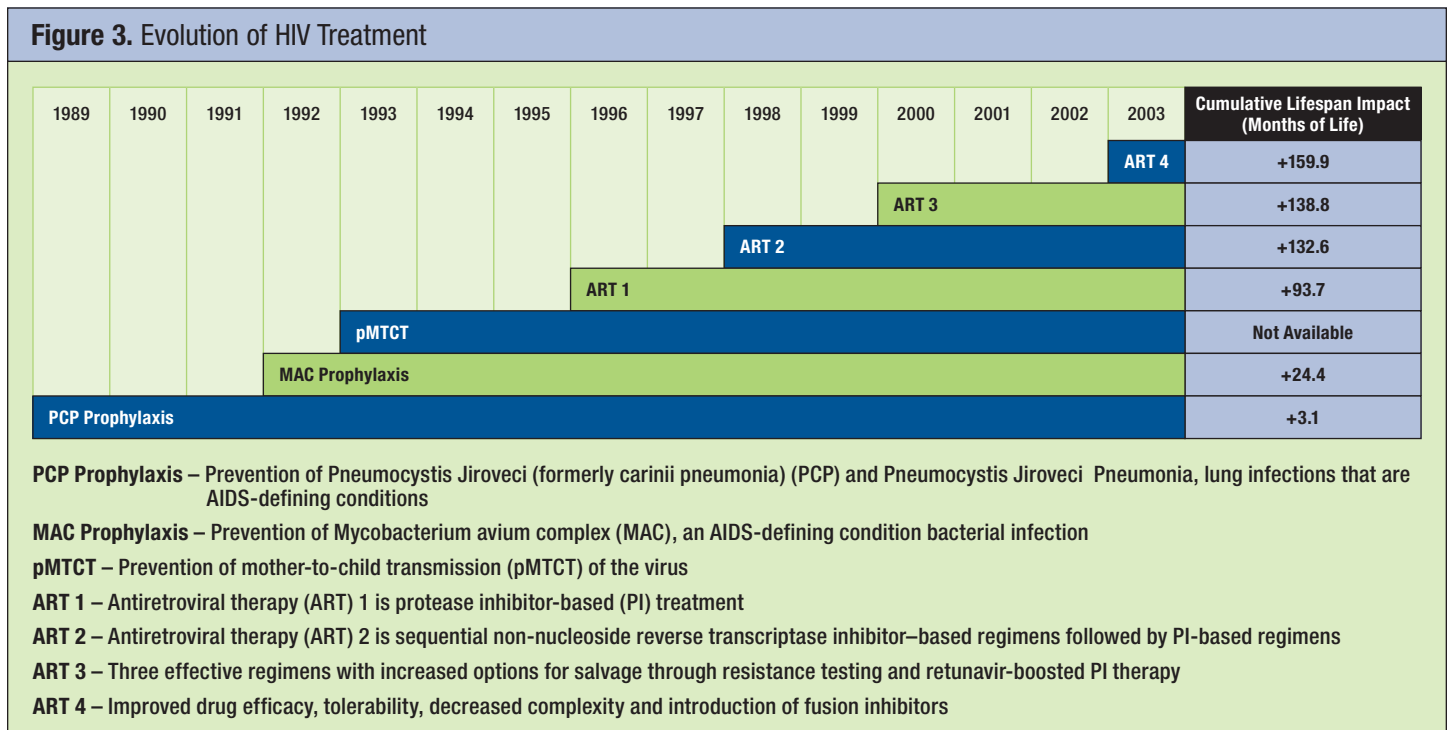 Figure 3. Evolution of HIV Treatment
1989 1990 1991 1992 1993 1994 1995 1996 1997 1998 1999 2000 2001 2002 2003 Cumulative Lifespan Impact
(Months of Life)
ART 4 +159.9
ART 3 +138.8
ART 2 +132.6
ART 1 +93.7
pMTCT Not Available
MAC Prophylaxis +24.4
PCP Prophylaxis +3.1
PCP Prophylaxis – Prevention of Pneumocystis Jiroveci (formerly carinii pneumonia) (PCP) and Pneumocystis Jiroveci Pneumonia, lung infections that are
AIDS-defining conditions
MAC Prophylaxis – Prevention of Mycobacterium avium complex (MAC), an AIDS-defining condition bacterial infection
pMTCT – Prevention of mother-to-child transmission (pMTCT) of the virus
ART 1 – Antiretroviral therapy (ART) 1 is protease inhibitor-based (PI) treatment
ART 2 – Antiretroviral therapy (ART) 2 is sequential non-nucleoside reverse transcriptase inhibitor–based regimens followed by PI-based regimens
ART 3 – Three effective regimens with increased options for salvage through resistance testing and retunavir-boosted PI therapy
ART 4 – Improved drug efficacy, tolerability, decreased complexity and introduction of fusion inhibitors